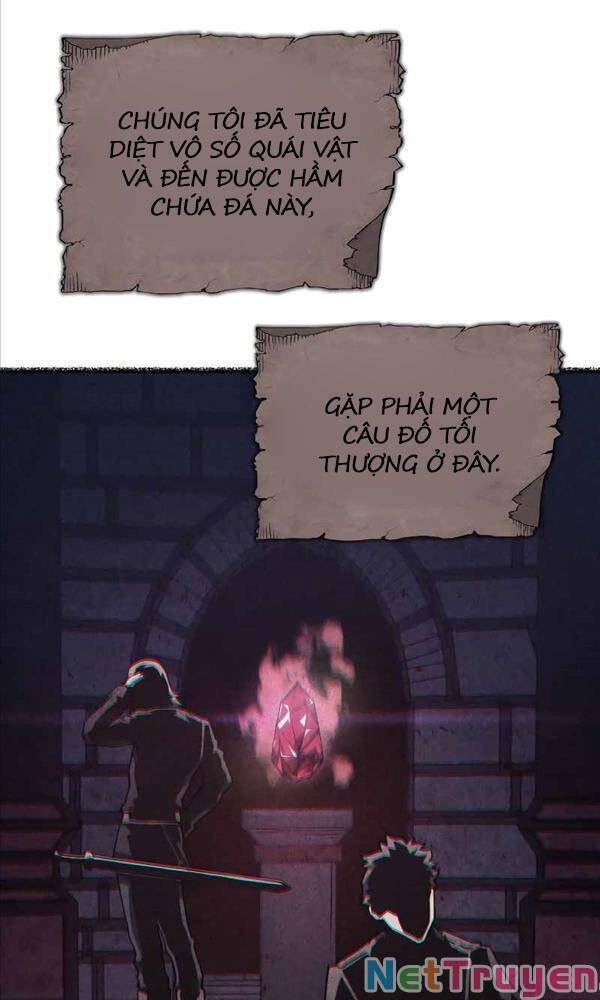 CHÚNG TÔI ĐÃ TIÊU
DIỆT VÔ SỐ QUÁI VẬT
VÀ ĐẾN ĐƯỢC HẦM
CHỨA ĐÁ NÀY,
GẶP PHẢI MỘT
CÂU ĐỐ TỐI
THƯỢNG Ở ĐÂY.
NetTruyen